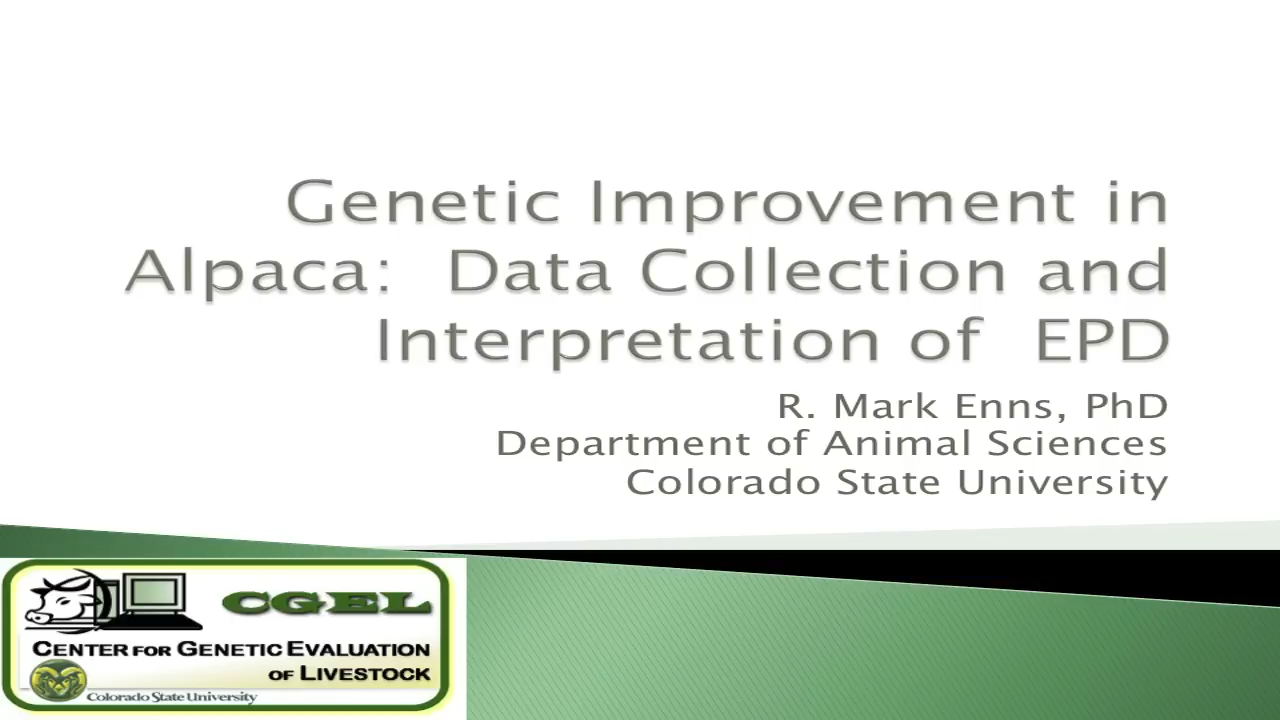 Genetic Improvement in
Alpaca:  Data Collection and
Interpretation of  EPD
R. Mark Enns, PhD
Department of Animal Sciences
Colorado State University
CGEL
CENTER FOR GENETIC EVALUATION
OF LIVESTOCK
Colorado State University